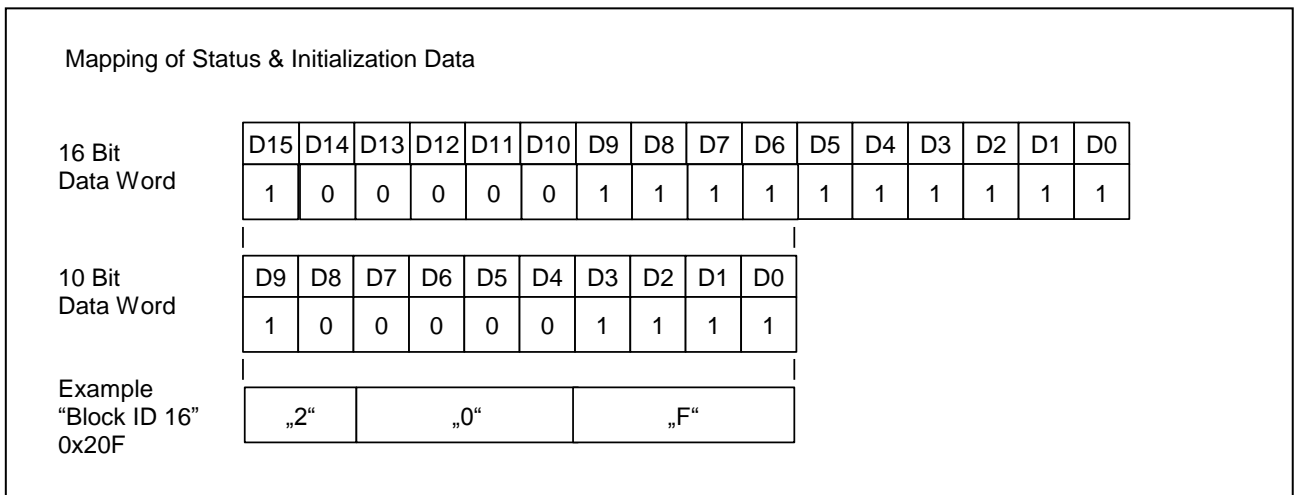 Mapping of Status & Initialization Data
16 Bit
Data Word
D15 D14 D13 D12 D11 D10 D9 D8 D7 D6 D5 D4 D3 D2 D1 D0
1 0 0 0 0 0 1 1 1 1 1 1 1 1 1 1
10 Bit
Data Word
D9 D8 D7 D6 D5 D4 D3 D2 D1 D0
1 0 0 0 0 0 1 1 1 1
Example
“Block ID 16”
0x20F
„2“ „0“ „F“